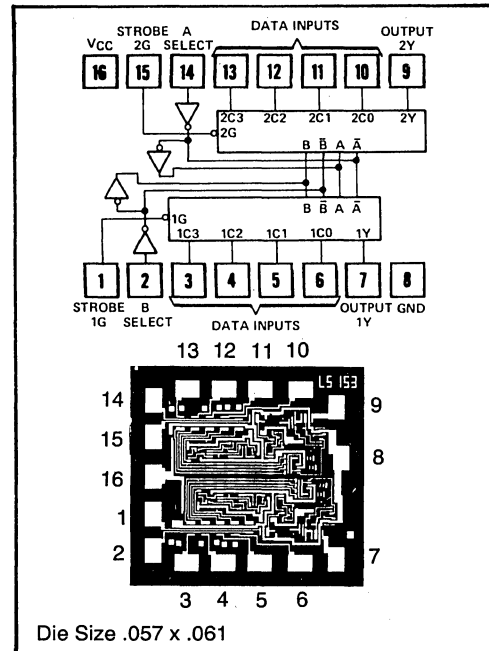 STROBE A DATA INPUTS OUTPUT
VCC 2G SELECT 2Y
16 15 14 13 12 11 10 9
2C3 2C2 2C1 2C0 2Y
2G
B B̅ A A̅
B B̅ A A̅
1G
1C3 1C2 1C1 1C0 1Y
1 2 3 4 5 6 7 8
STROBE B DATA INPUTS OUTPUT GND
1G SELECT 1Y
13 12 11 10
LS 153
14 9
15 8
16
1
2 7
3 4 5 6
Die Size .057 x .061